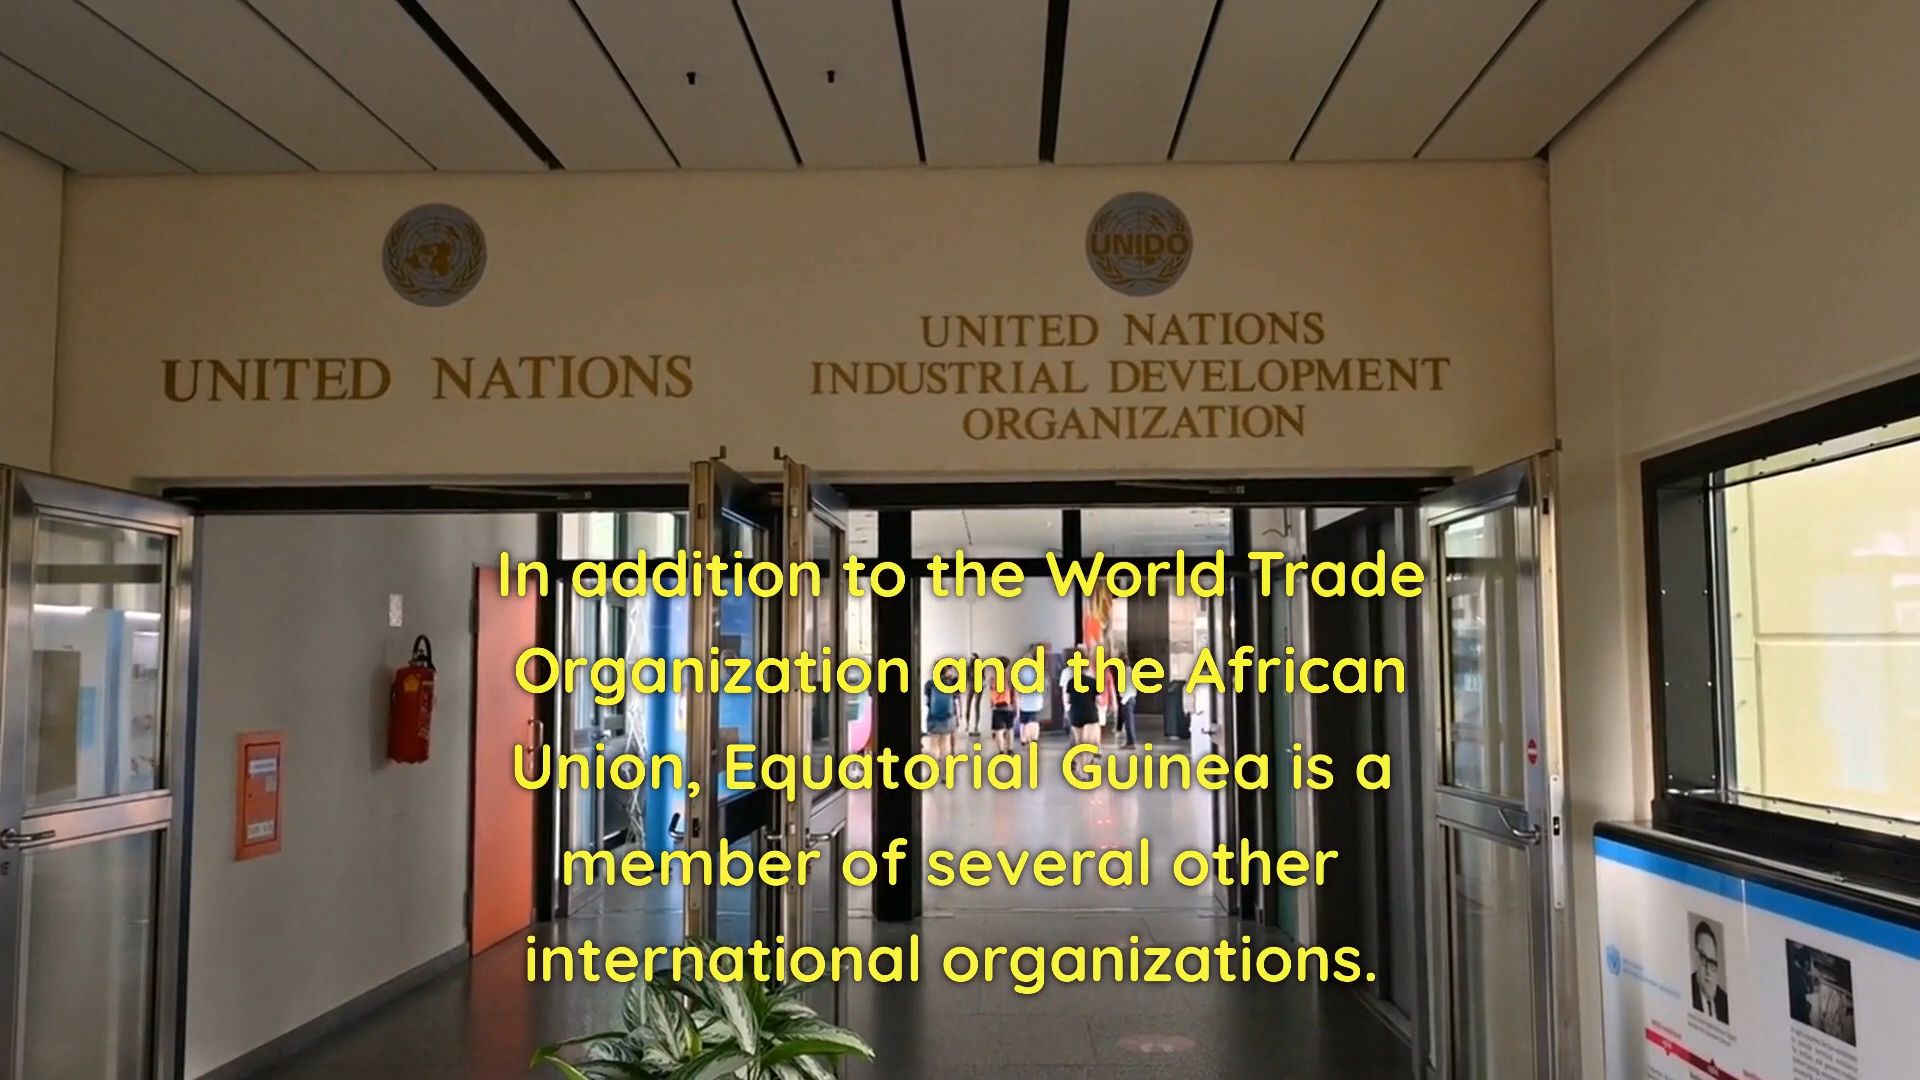 UNIDO
UNITED NATIONS
UNITED NATIONS
INDUSTRIAL DEVELOPMENT
ORGANIZATION
In addition to the World Trade
Organization and the African
Union, Equatorial Guinea is a
member of several other
international organizations.